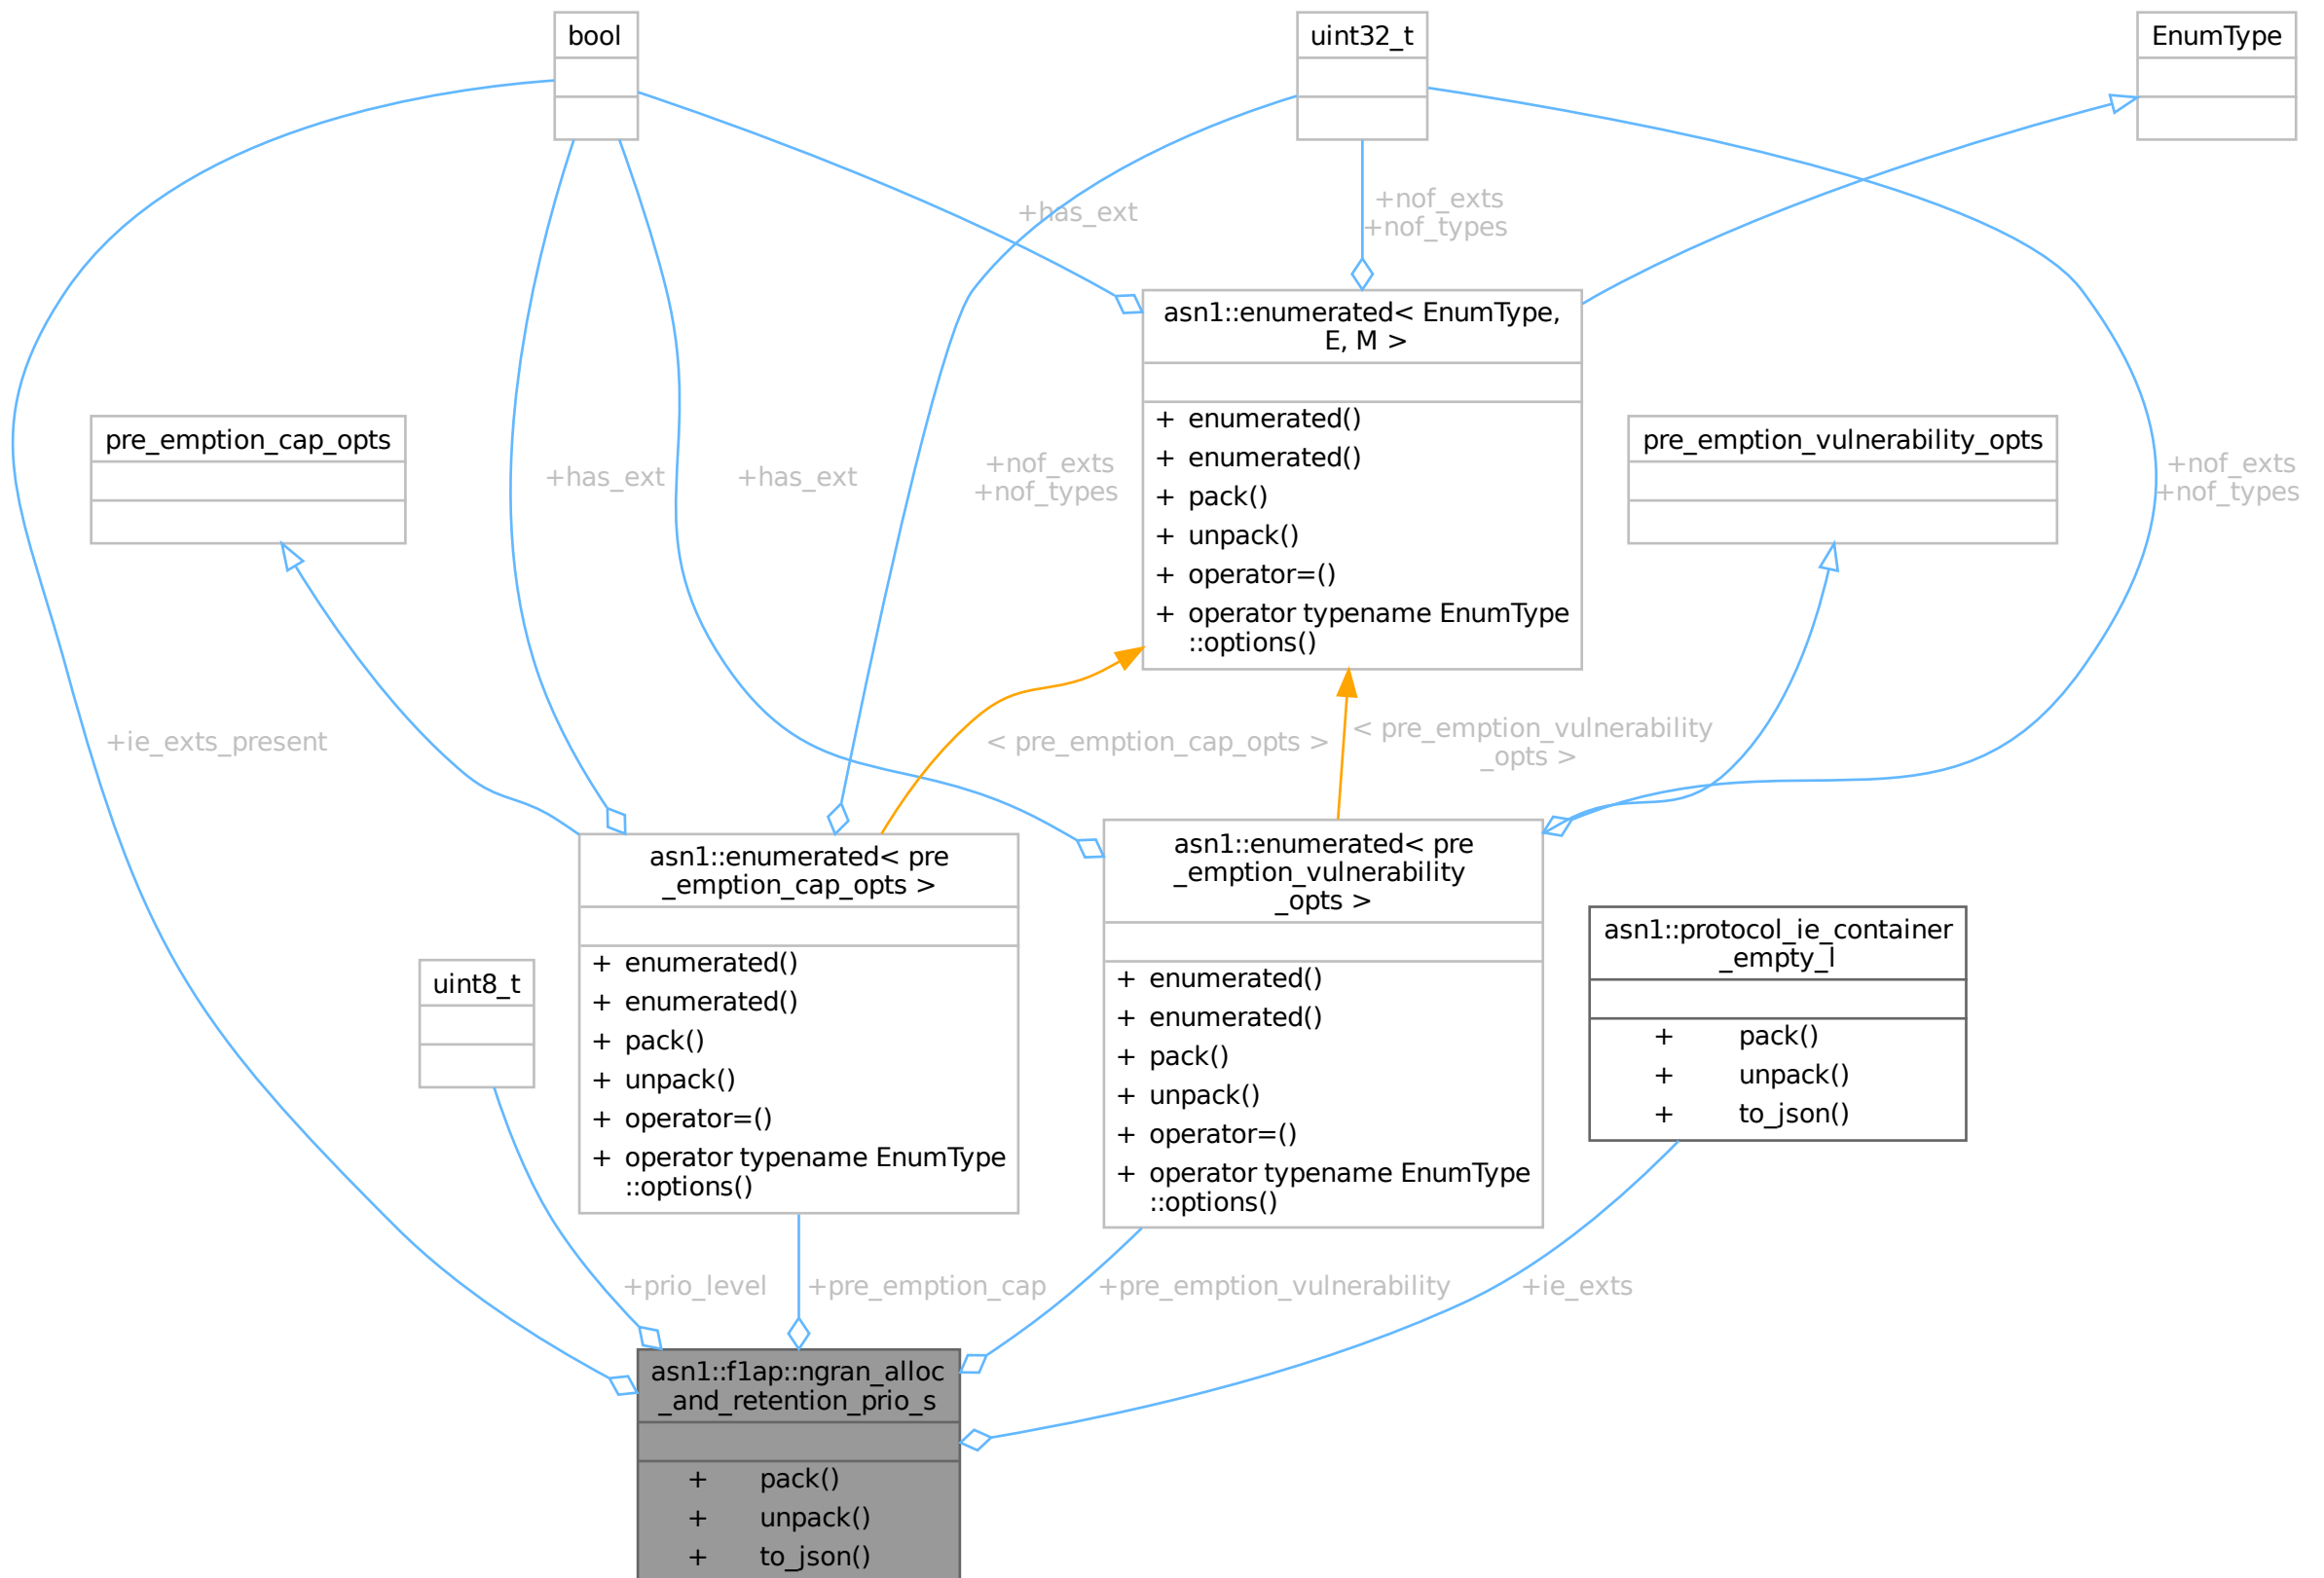 bool
uint32_t
EnumType
+has_ext
+nof_exts
+nof_types
asn1::enumerated< EnumType,
E, M >
+ enumerated()
+ enumerated()
+ pack()
+ unpack()
+ operator=()
+ operator typename EnumType
::options()
pre_emption_cap_opts
+has_ext
+has_ext
+nof_exts
+nof_types
pre_emption_vulnerability_opts
+nof_exts
+nof_types
+ie_exts_present
< pre_emption_cap_opts >
< pre_emption_vulnerability
_opts >
asn1::enumerated< pre
_emption_cap_opts >
+ enumerated()
+ enumerated()
+ pack()
+ unpack()
+ operator=()
+ operator typename EnumType
::options()
asn1::enumerated< pre
_emption_vulnerability
_opts >
+ enumerated()
+ enumerated()
+ pack()
+ unpack()
+ operator=()
+ operator typename EnumType
::options()
asn1::protocol_ie_container
_empty_l
+ pack()
+ unpack()
+ to_json()
uint8_t
+prio_level
+pre_emption_cap
+pre_emption_vulnerability
+ie_exts
asn1::f1ap::ngran_alloc
_and_retention_prio_s
+ pack()
+ unpack()
+ to_json()